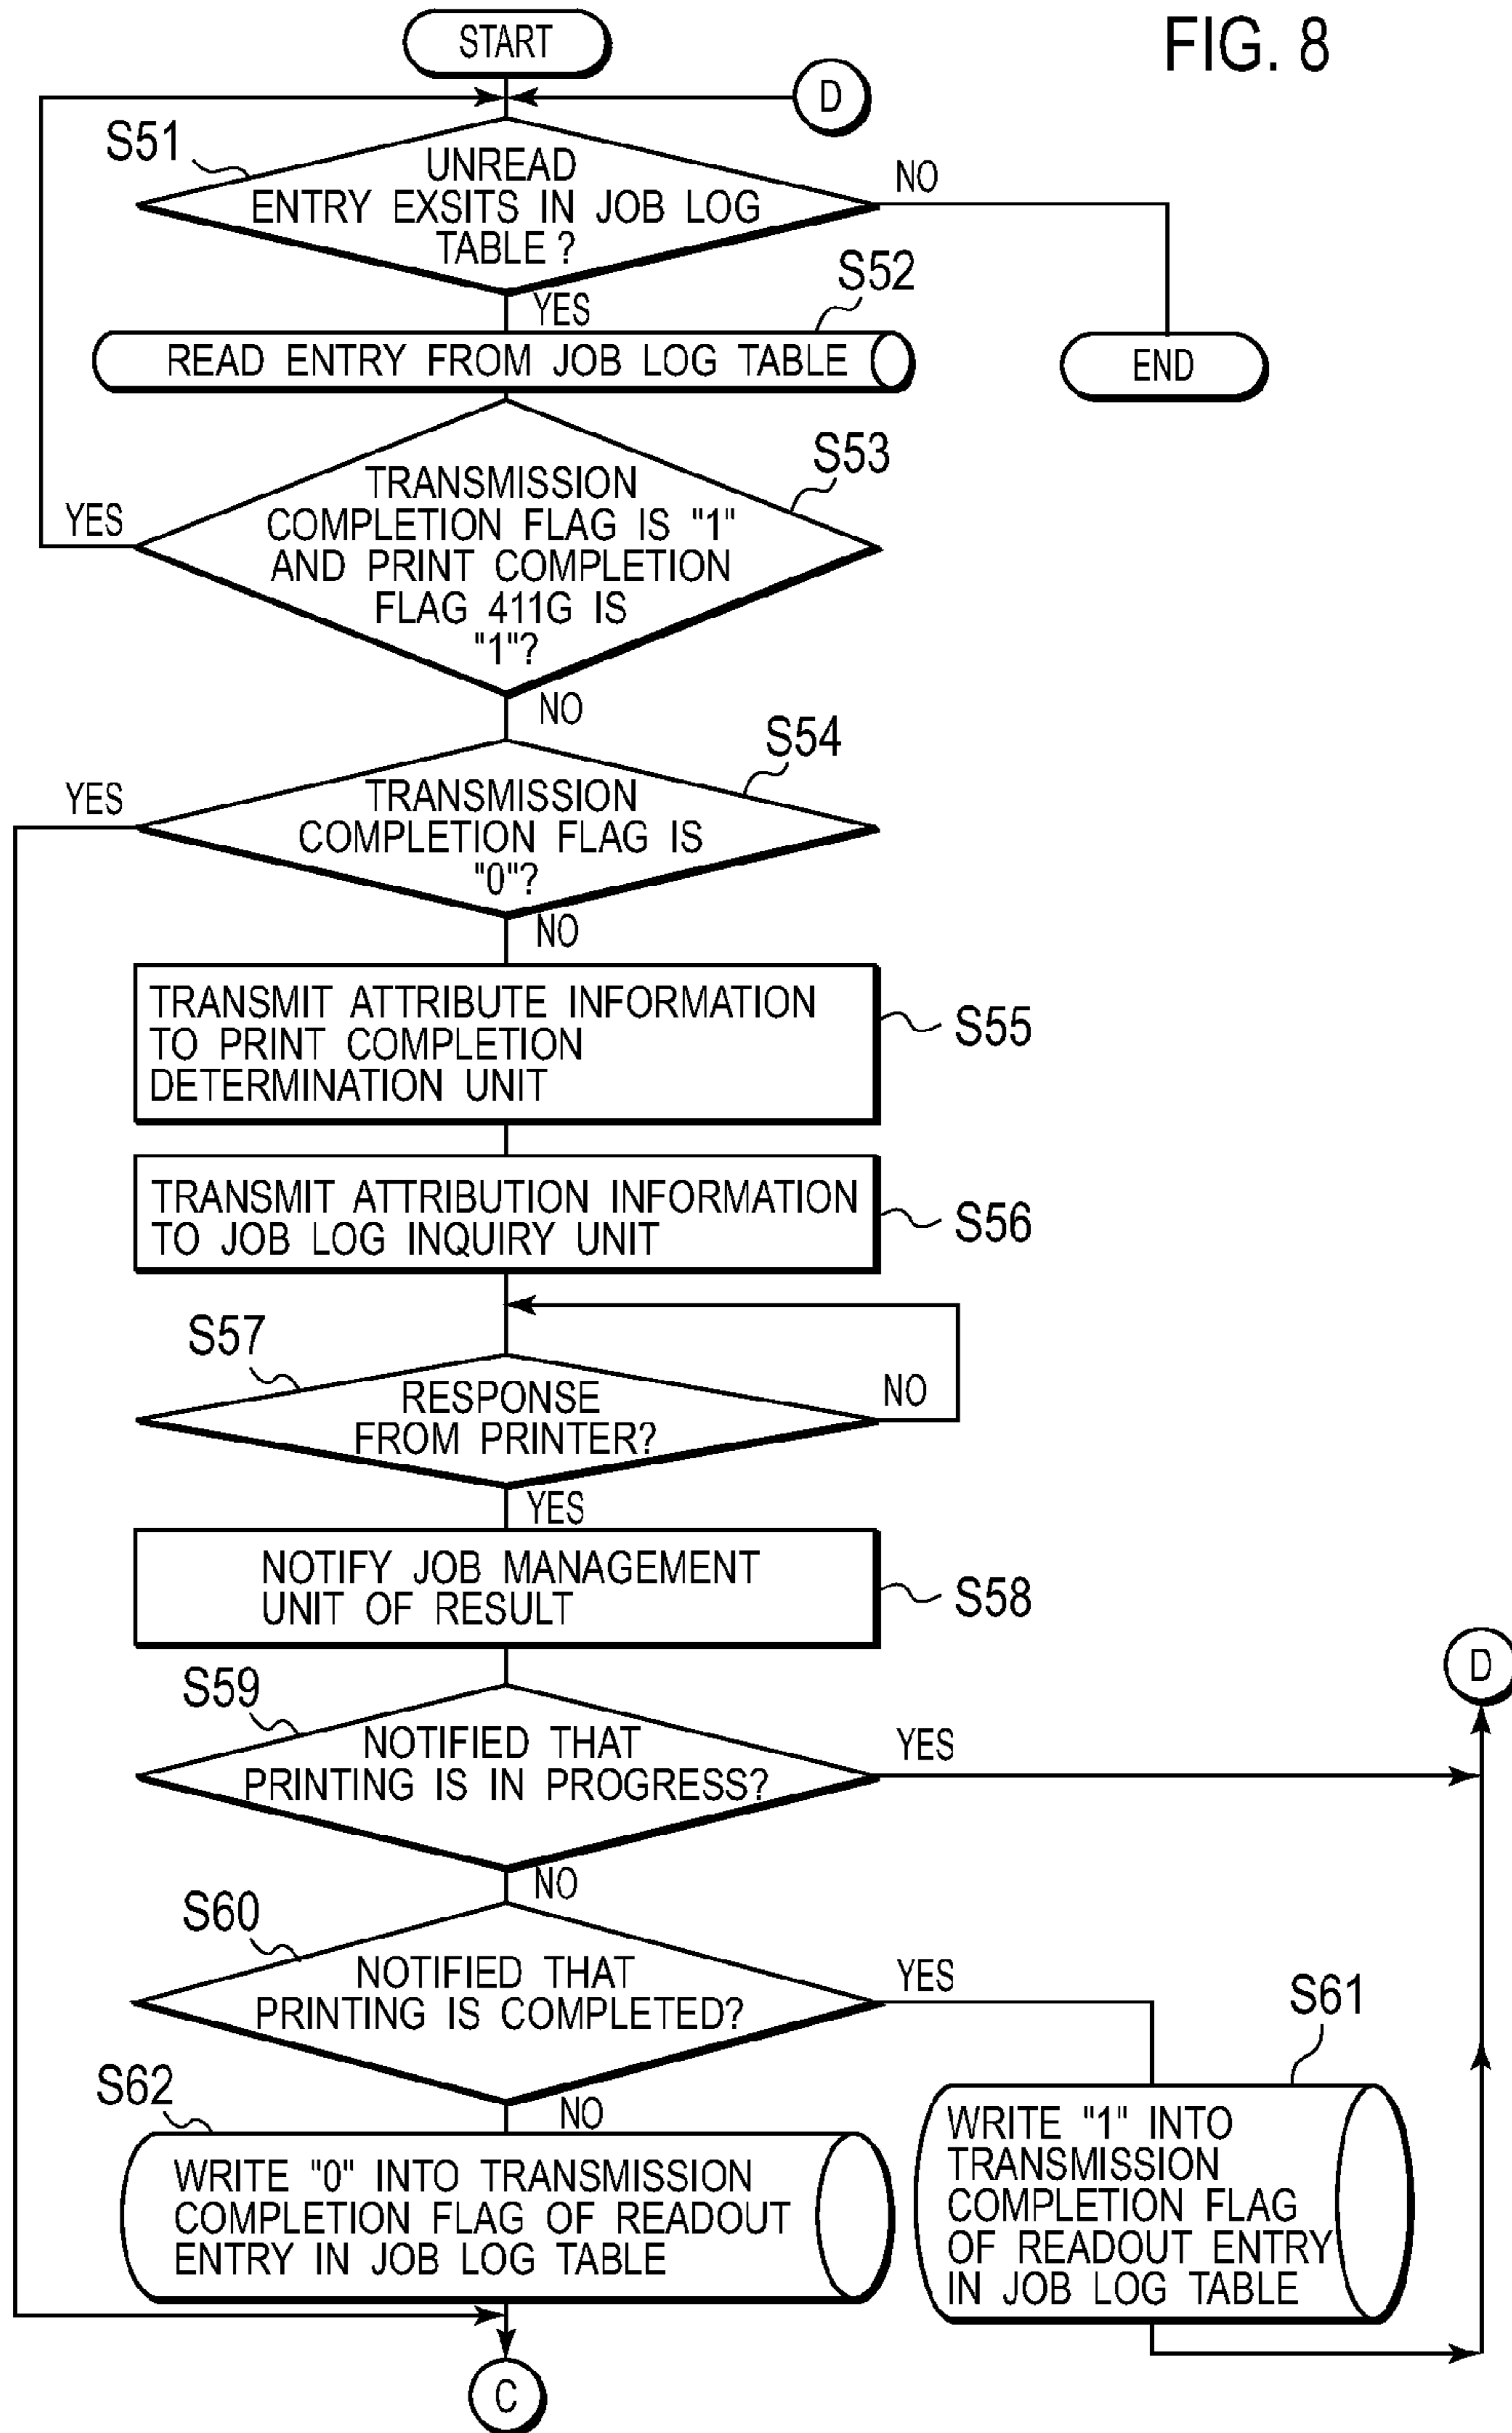 FIG. 8
START
D
S51
UNREAD
ENTRY EXSITS IN JOB LOG
TABLE ?
NO
YES
S52
READ ENTRY FROM JOB LOG TABLE
END
S53
TRANSMISSION
COMPLETION FLAG IS "1"
AND PRINT COMPLETION
FLAG 411G IS
"1"?
YES
NO
S54
TRANSMISSION
COMPLETION FLAG IS
"0"?
YES
NO
TRANSMIT ATTRIBUTE INFORMATION
TO PRINT COMPLETION
DETERMINATION UNIT
S55
TRANSMIT ATTRIBUTION INFORMATION
TO JOB LOG INQUIRY UNIT
S56
S57
RESPONSE
FROM PRINTER?
NO
YES
NOTIFY JOB MANAGEMENT
UNIT OF RESULT
S58
D
S59
NOTIFIED THAT
PRINTING IS IN PROGRESS?
YES
NO
S60
NOTIFIED THAT
PRINTING IS COMPLETED?
YES
NO
S61
WRITE "1" INTO
TRANSMISSION
COMPLETION FLAG
OF READOUT ENTRY
IN JOB LOG TABLE
S62
WRITE "0" INTO TRANSMISSION
COMPLETION FLAG OF READOUT
ENTRY IN JOB LOG TABLE
C